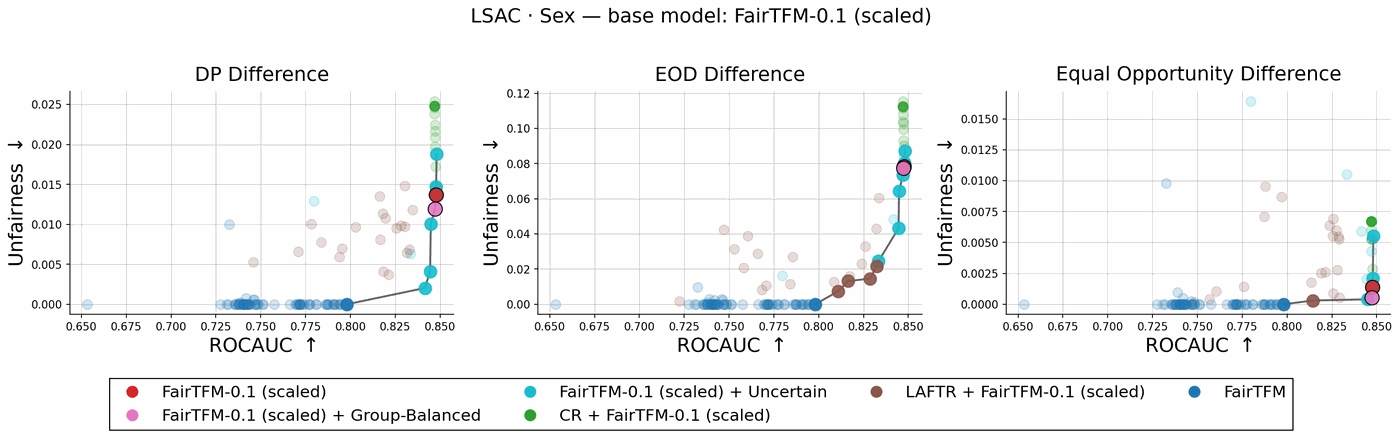 LSAC · Sex — base model: FairTFM-0.1 (scaled)
DP Difference
EOD Difference
Equal Opportunity Difference
Unfairness ↓
0.025
0.020
0.015
0.010
0.005
0.000
0.650 0.675 0.700 0.725 0.750 0.775 0.800 0.825 0.850
ROCAUC ↑
Unfairness ↓
0.12
0.10
0.08
0.06
0.04
0.02
0.00
0.650 0.675 0.700 0.725 0.750 0.775 0.800 0.825 0.850
ROCAUC ↑
Unfairness ↓
0.0150
0.0125
0.0100
0.0075
0.0050
0.0025
0.0000
0.650 0.675 0.700 0.725 0.750 0.775 0.800 0.825 0.850
ROCAUC ↑
FairTFM-0.1 (scaled)
FairTFM-0.1 (scaled) + Group-Balanced
FairTFM-0.1 (scaled) + Uncertain
CR + FairTFM-0.1 (scaled)
LAFTR + FairTFM-0.1 (scaled)
FairTFM